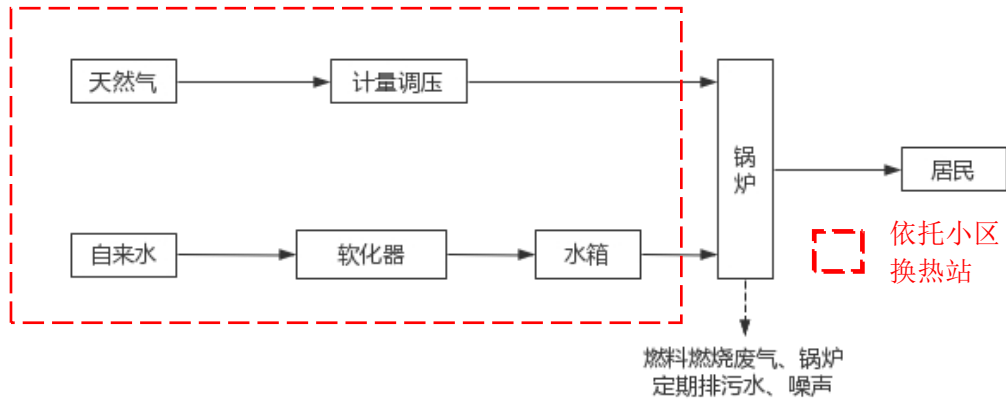 天然气
计量调压
锅
炉
居民
自来水
软化器
水箱
依托小区
换热站
燃料燃烧废气、锅炉
定期排污水、噪声